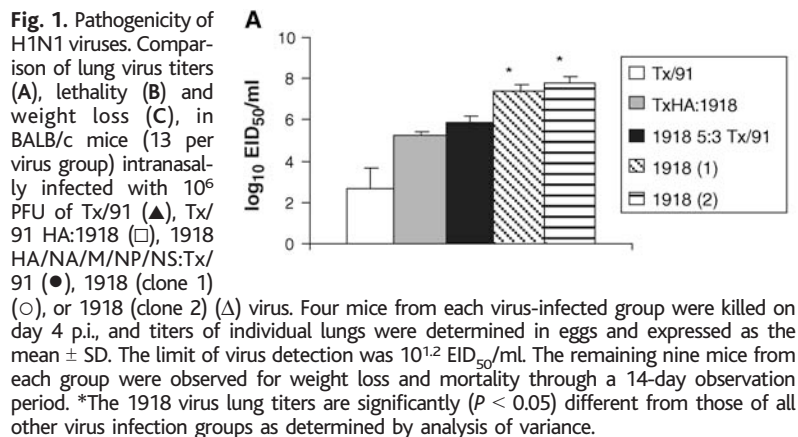 Fig. 1. Pathogenicity of
H1N1 viruses. Compar-
ison of lung virus titers
(A), lethality (B) and
weight loss (C), in
BALB/c mice (13 per
virus group) intranasal-
ly infected with 10⁶
PFU of Tx/91 (▲), Tx/
91 HA:1918 (□), 1918
HA/NA/M/NP/NS:Tx/
91 (●), 1918 (clone 1)
(○), or 1918 (clone 2) (Δ) virus. Four mice from each virus-infected group were killed on
day 4 p.i., and titers of individual lungs were determined in eggs and expressed as the
mean ± SD. The limit of virus detection was 10¹·² EID₅₀/ml. The remaining nine mice from
each group were observed for weight loss and mortality through a 14-day observation
period. *The 1918 virus lung titers are significantly (P < 0.05) different from those of all
other virus infection groups as determined by analysis of variance.
A
log₁₀ EID₅₀/ml
10
8
6
4
2
0
* *
Tx/91
TxHA:1918
1918 5:3 Tx/91
1918 (1)
1918 (2)